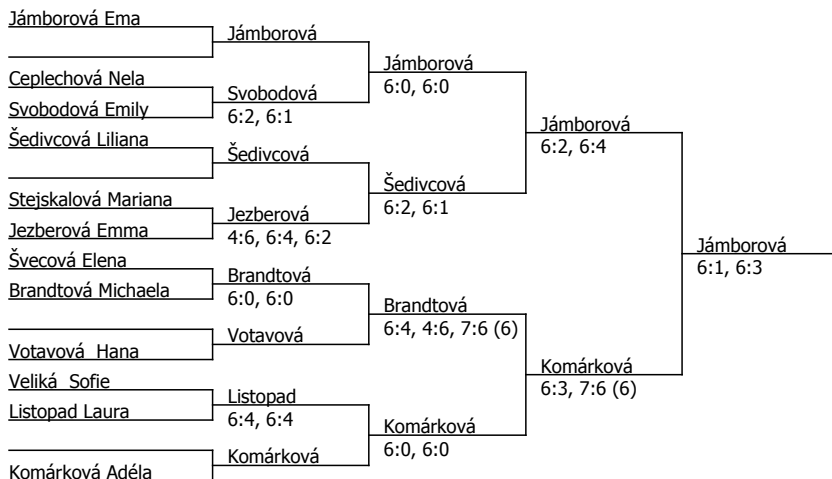 Jámborová Ema
Ceplechová Nela
Svobodová Emily
Šedivcová Liliana
Stejskalová Mariana
Jezberová Emma
Švecová Elena
Brandtová Michaela
Votavová  Hana
Veliká  Sofie
Listopad Laura
Komárková Adéla
Jámborová
Svobodová
6:2, 6:1
Šedivcová
Jezberová
4:6, 6:4, 6:2
Brandtová
6:0, 6:0
Votavová
Listopad
6:4, 6:4
Komárková
Jámborová
6:0, 6:0
Šedivcová
6:2, 6:1
Brandtová
6:4, 4:6, 7:6 (6)
Komárková
6:0, 6:0
Jámborová
6:2, 6:4
Komárková
6:3, 7:6 (6)
Jámborová
6:1, 6:3